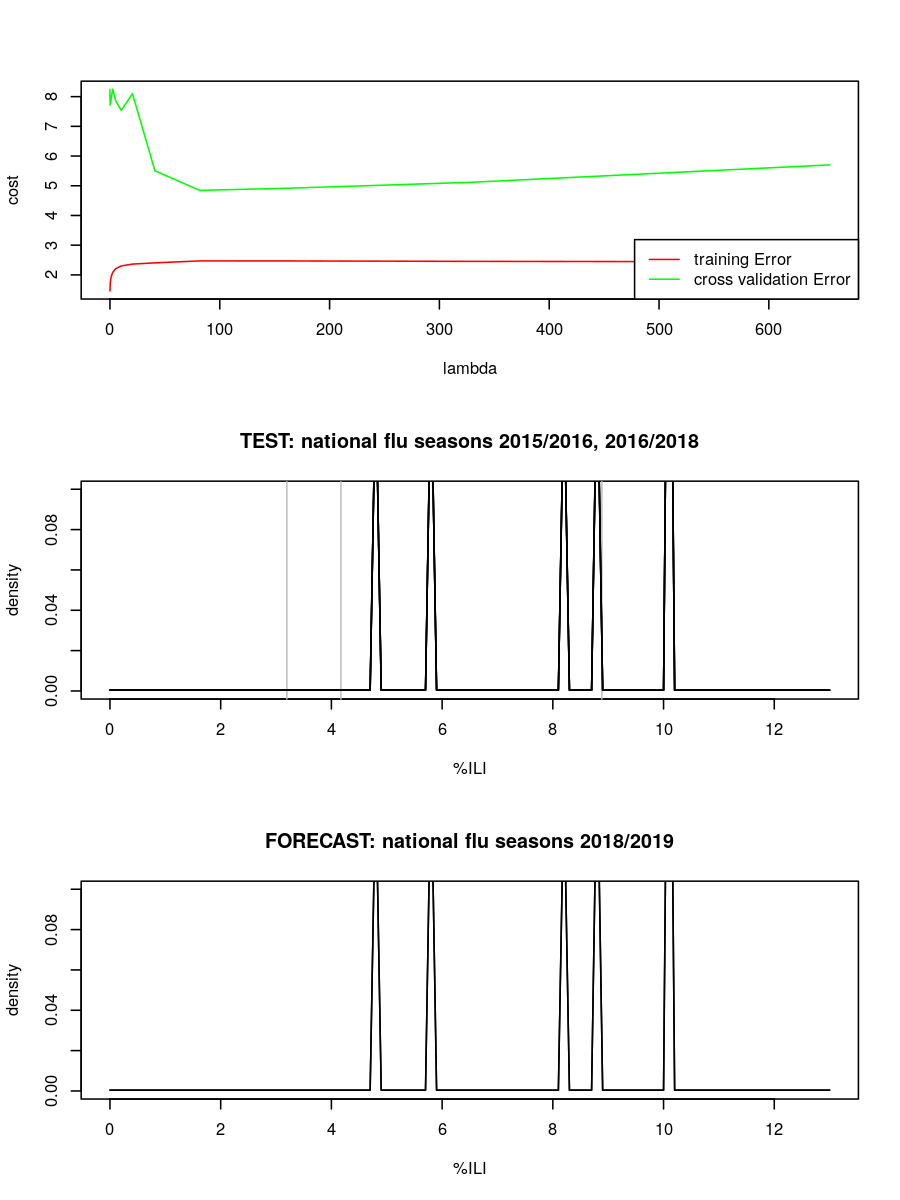 8
7
6
5
4
3
2
cost
training Error
cross validation Error
0 100 200 300 400 500 600
lambda
TEST: national flu seasons 2015/2016, 2016/2018
0.08
0.04
0.00
density
0 2 4 6 8 10 12
%ILI
FORECAST: national flu seasons 2018/2019
0.08
0.04
0.00
density
0 2 4 6 8 10 12
%ILI